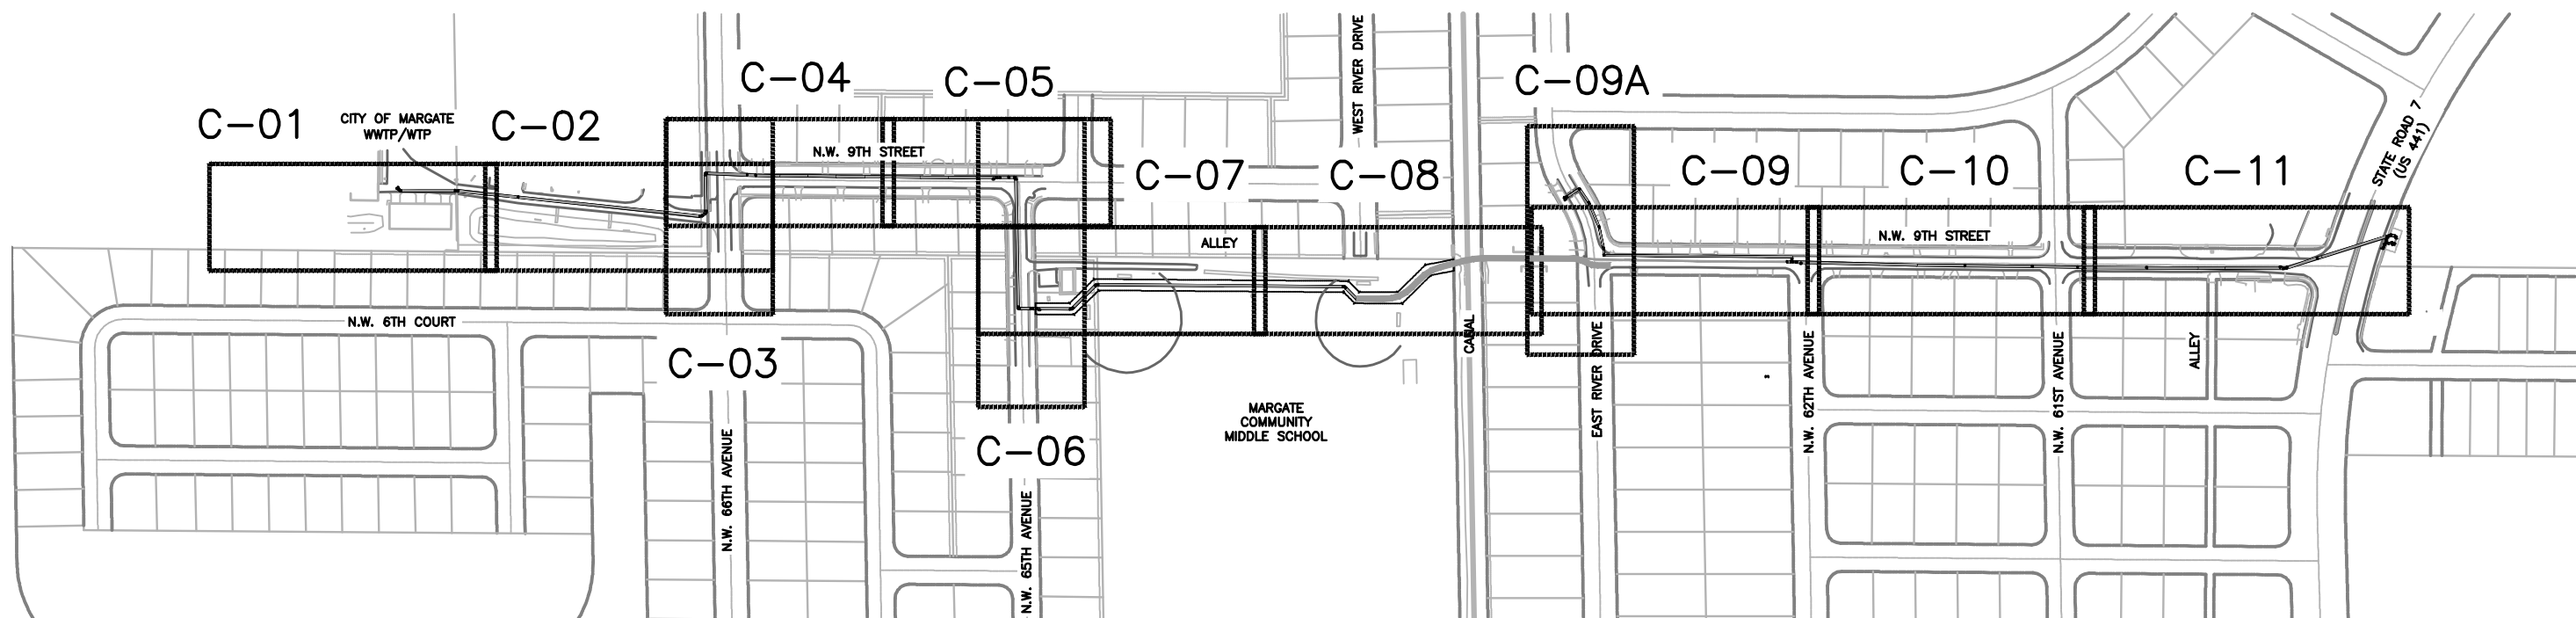 WEST RIVER DRIVE
C-04
C-05
C-09A
C-01
CITY OF MARGATE
WWTP/WTP
C-02
STATE ROAD 7
(US 441)
N.W. 9TH STREET
C-07
C-08
C-09
C-10
C-11
ALLEY
N.W. 9TH STREET
N.W. 6TH COURT
CANAL
C-03
EAST RIVER DRIVE
N.W. 62TH AVENUE
N.W. 61ST AVENUE
ALLEY
MARGATE
COMMUNITY
MIDDLE SCHOOL
C-06
N.W. 66TH AVENUE
N.W. 65TH AVENUE